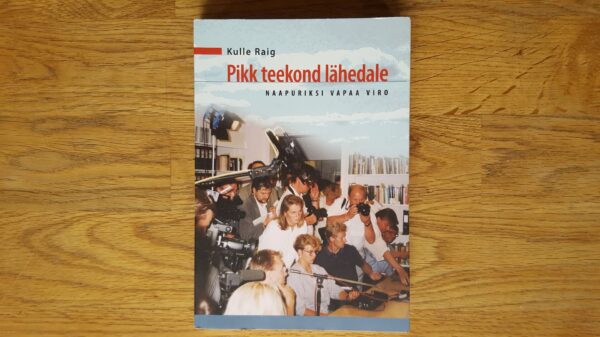 Kulle Raig
Pikk teekond lähedale
NAAPURIKSI VAPAA VIRO